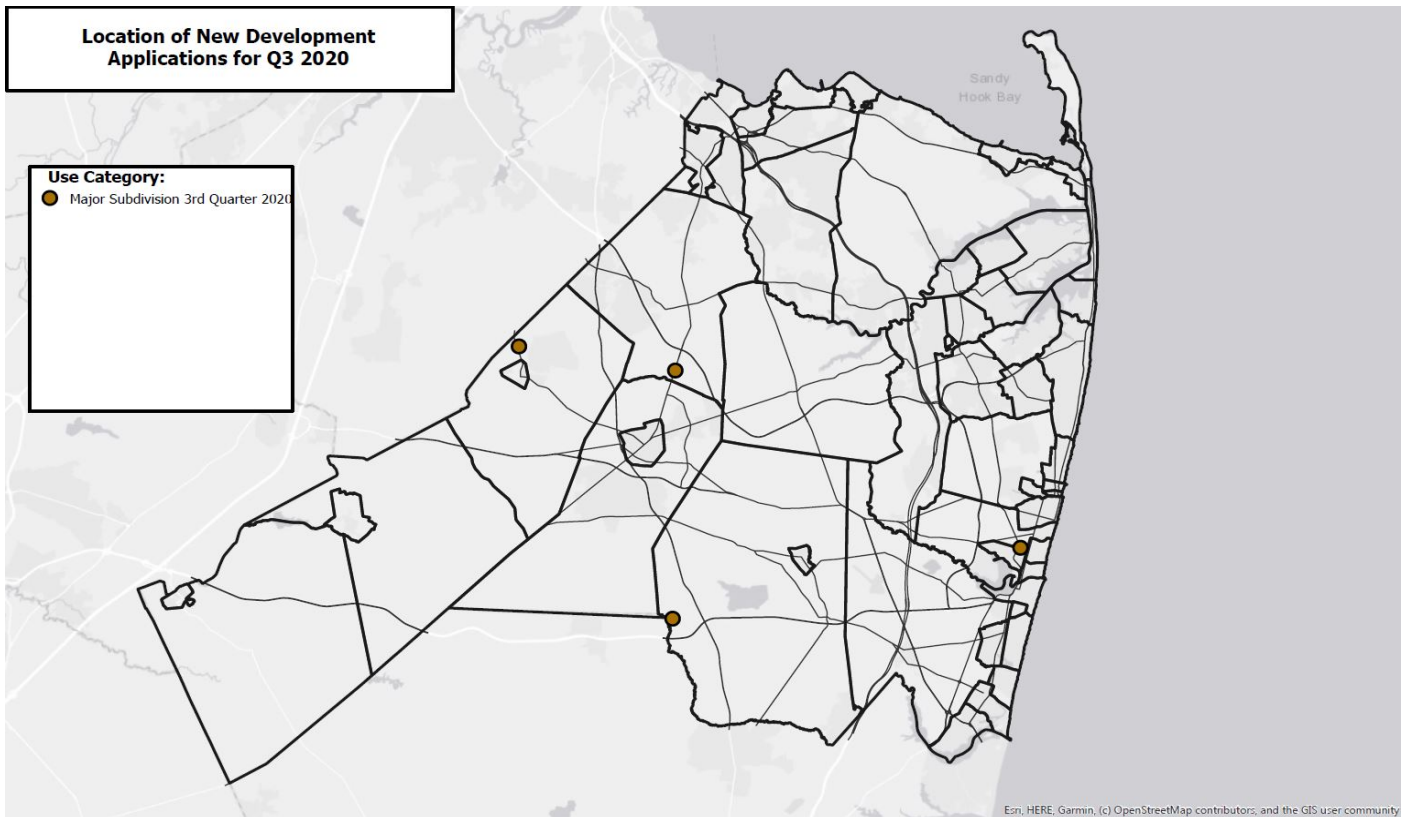 Location of New Development
Applications for Q3 2020
Sandy
Hook Bay
Use Category:
Major Subdivision 3rd Quarter 2020
Esri, HERE, Garmin, (c) OpenStreetMap contributors, and the GIS user community